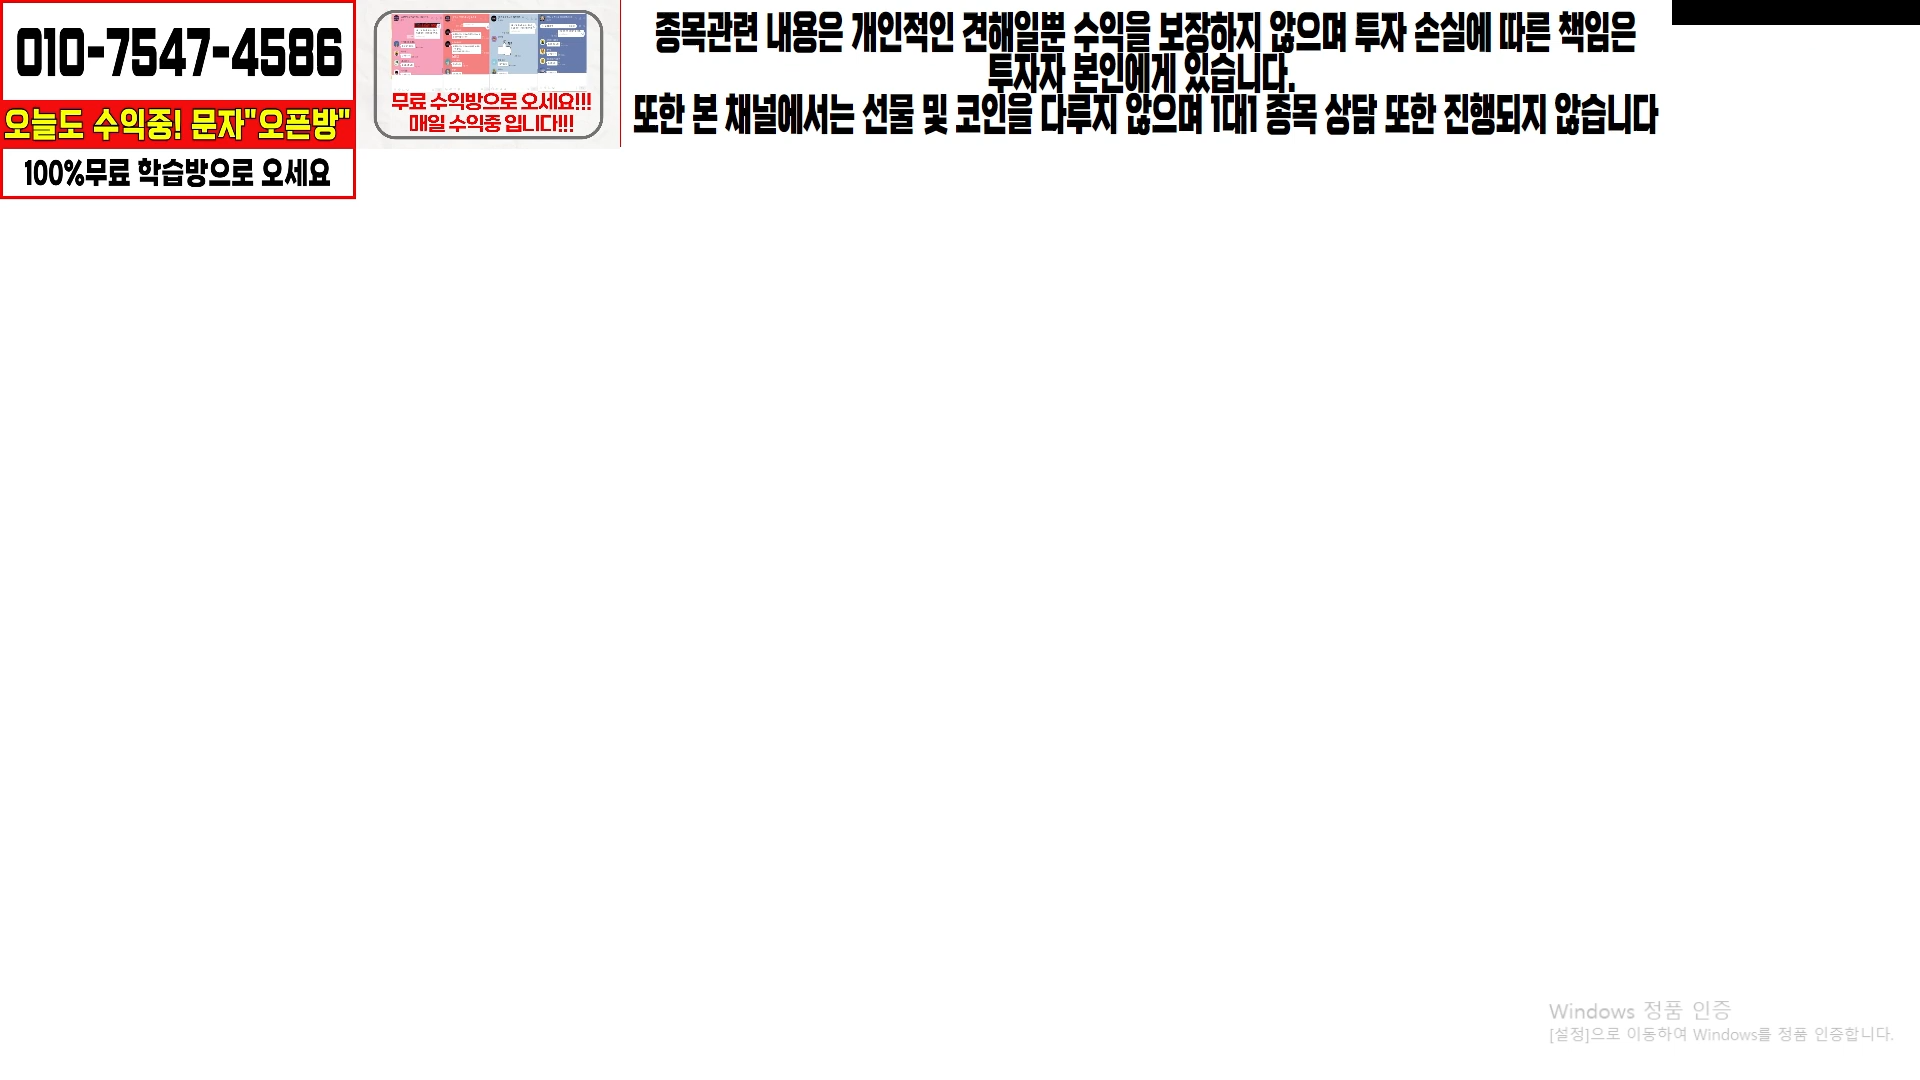 010-7547-4586
오늘도 수익중! 문자"오픈방"
100%무료 학습방으로 오세요
무료 수익방으로 오세요!!!
매일 수익중 입니다!!!
종목관련 내용은 개인적인 견해일뿐 수익을 보장하지 않으며 투자 손실에 따른 책임은
투자자 본인에게 있습니다.
또한 본 채널에서는 선물 및 코인을 다루지 않으며 1대1 종목 상담 또한 진행되지 않습니다
Windows 정품 인증
[설정]으로 이동하여 Windows를 정품 인증합니다.